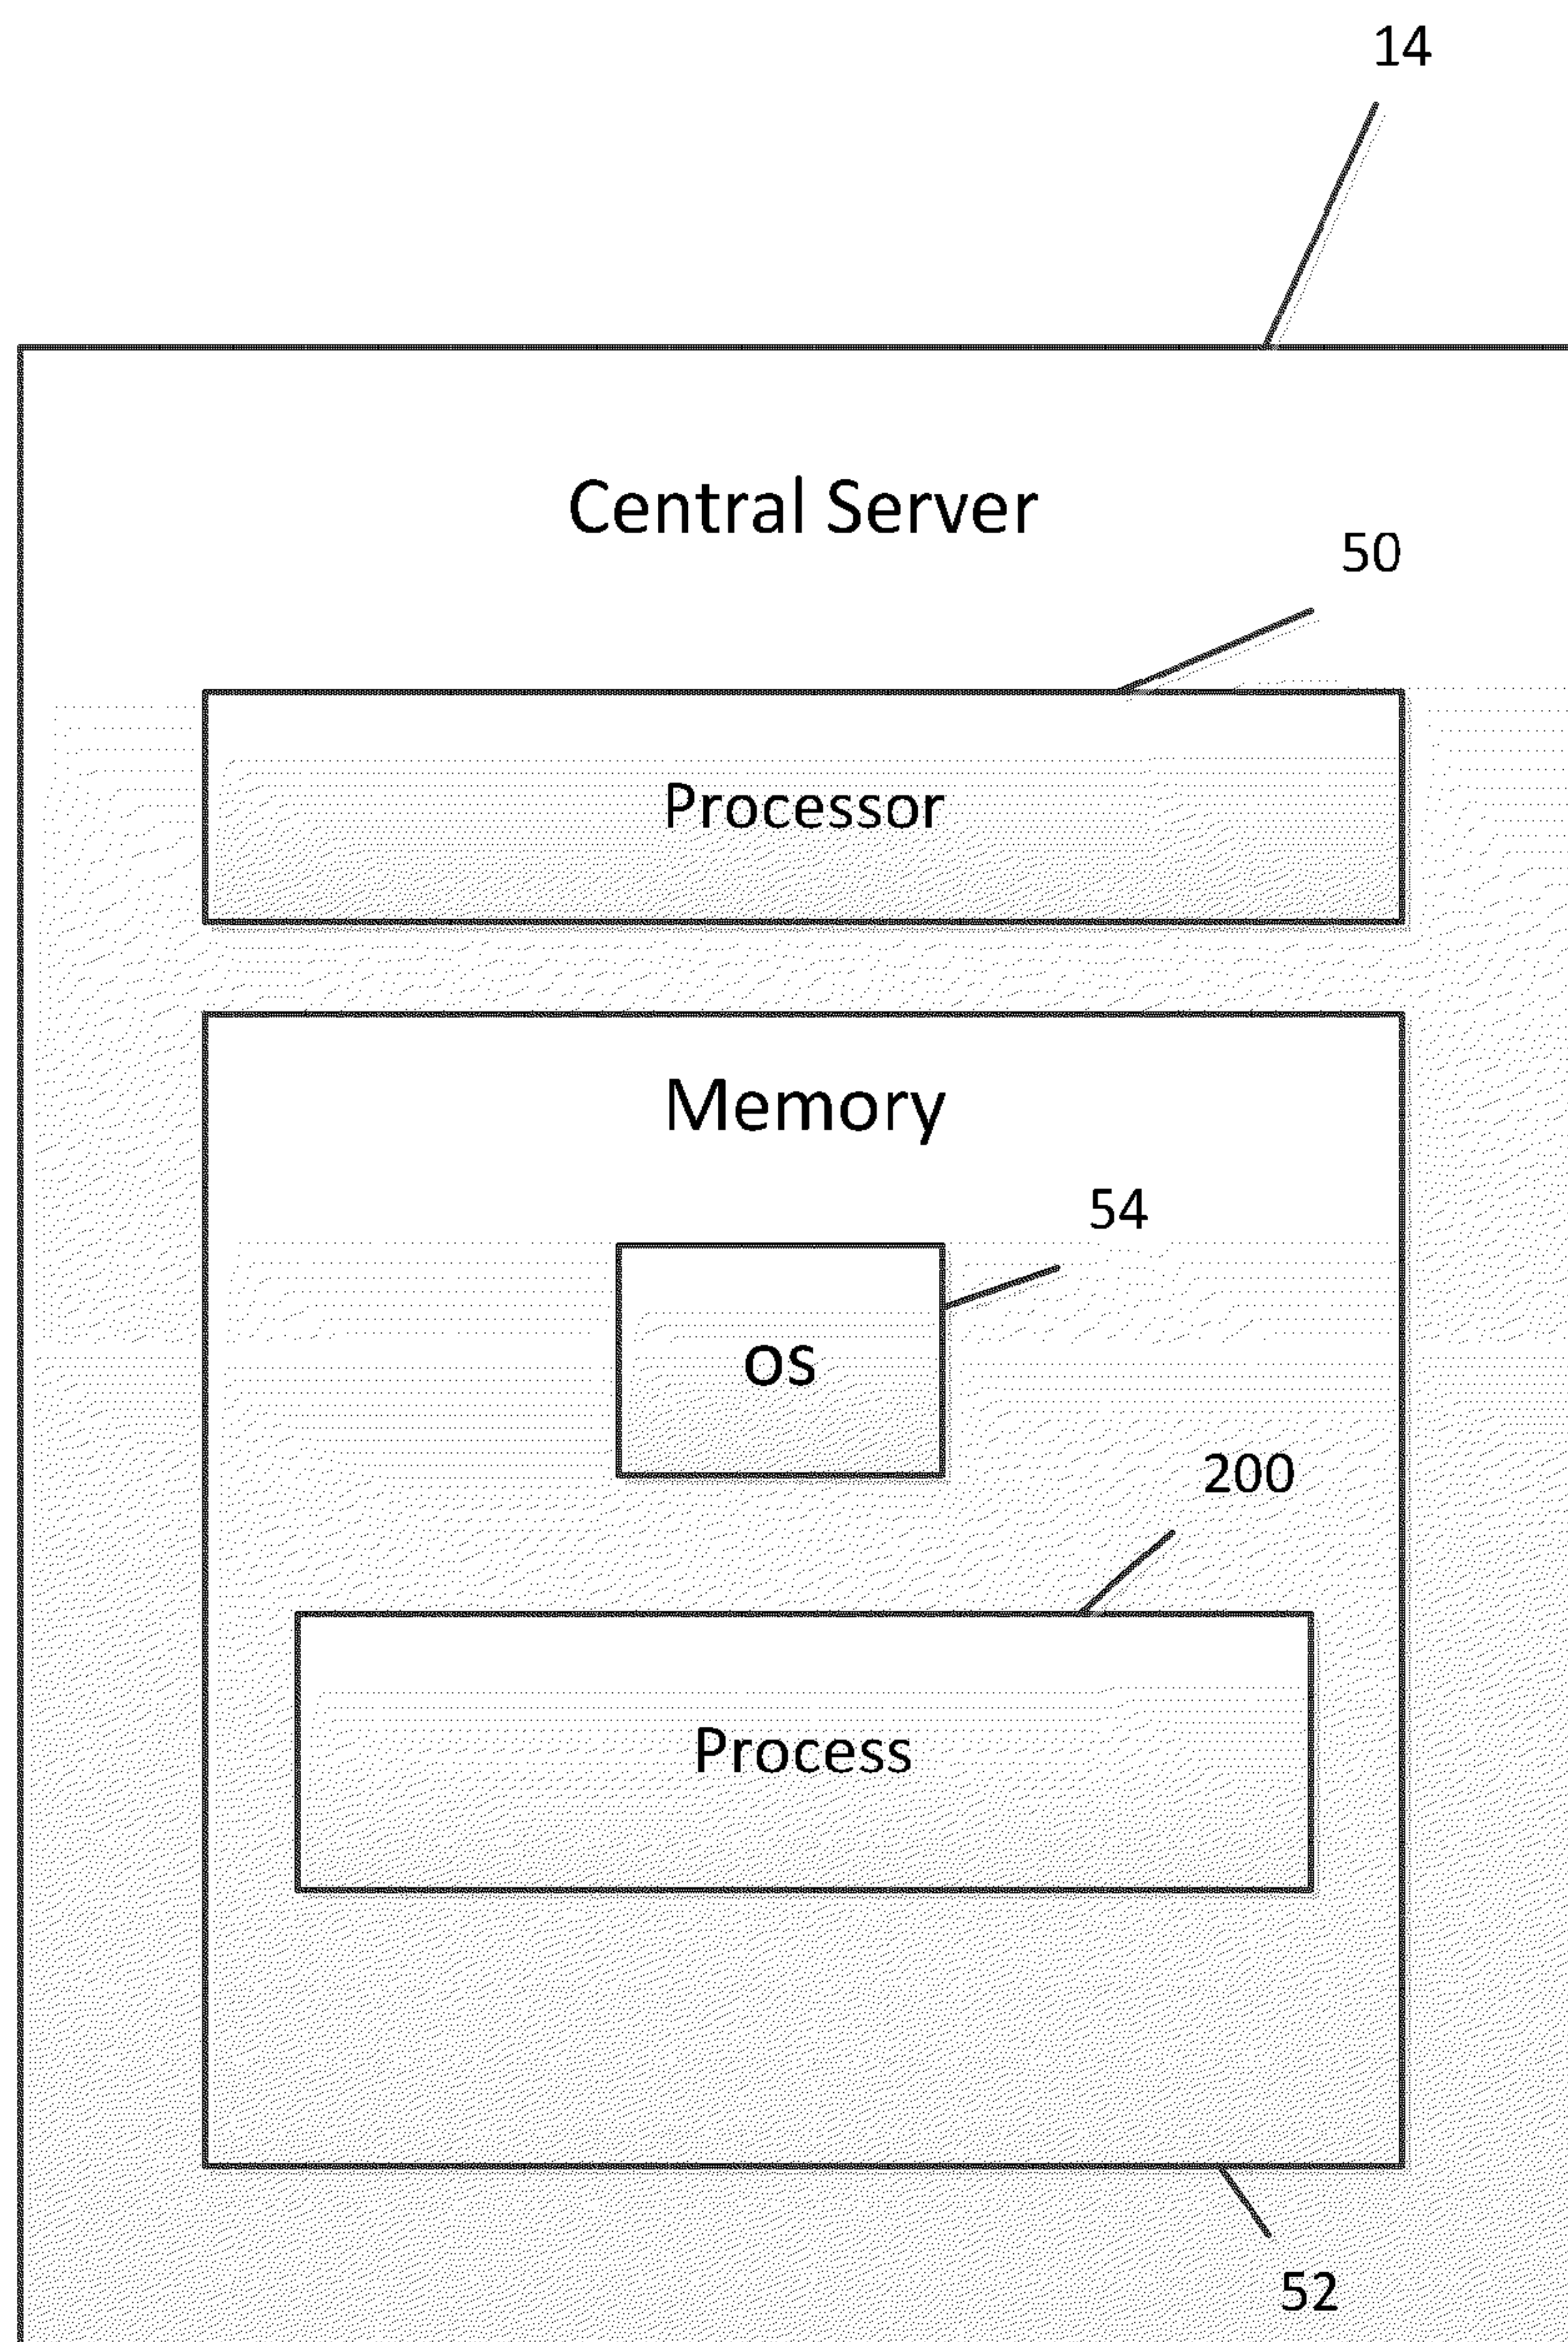 14
Central Server
50
Processor
Memory
54
OS
200
Process
52